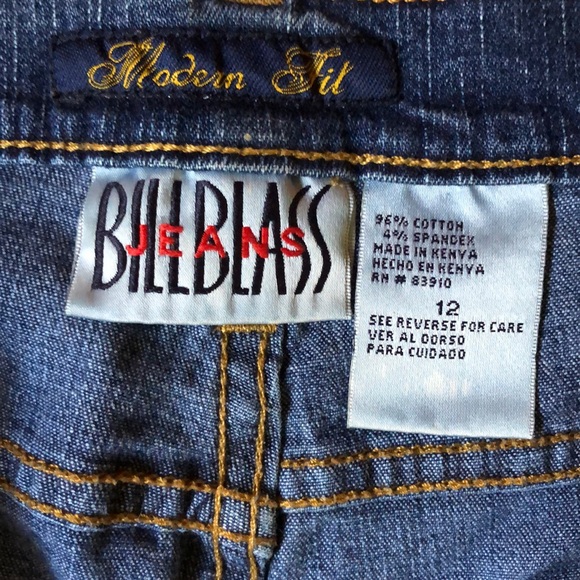 Modern Fit
BILL BLASS
JEANS
96% COTTON
4% SPANDEX
MADE IN KENYA
HECHO EN KENYA
RN # 83910
12
SEE REVERSE FOR CARE
VER AL DORSO
PARA CUIDADO